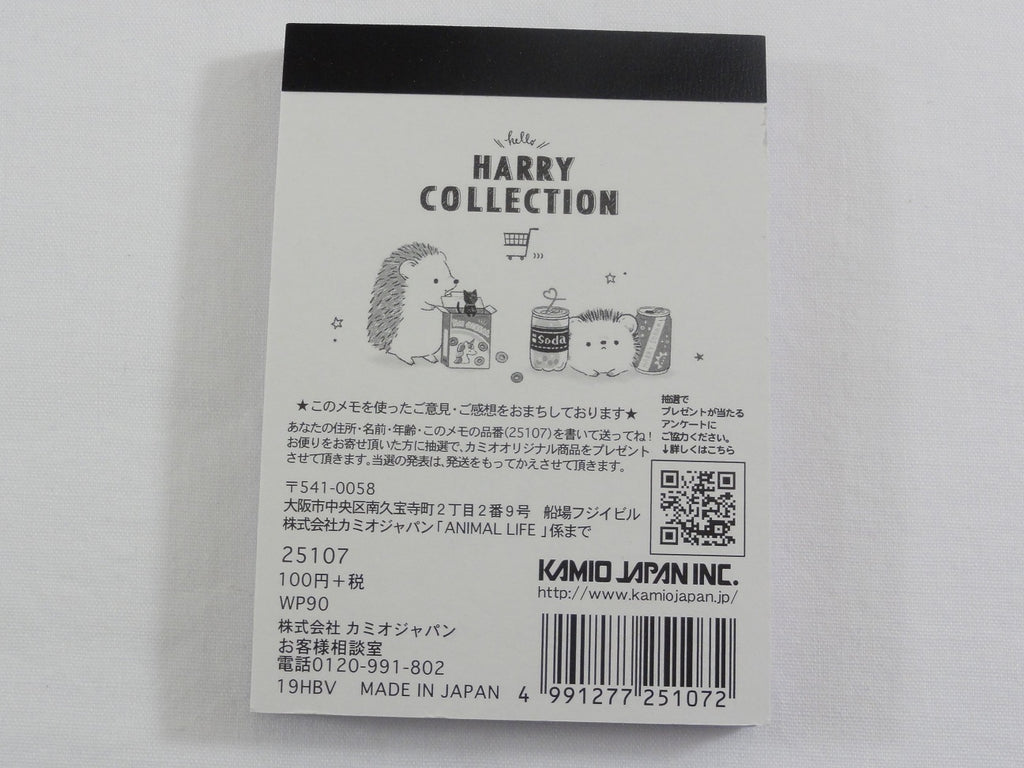 hello
HARRY
COLLECTION
Soda
★このメモを使ったご意見・ご感想をおまちしております★
あなたの住所・名前・年齢・このメモの品番(25107)を書いて送ってね!
お便りをお寄せ頂いた方に抽選で、カミオオリジナル商品をプレゼント
させて頂きます。当選の発表は、発送をもってかえさせて頂きます。
抽選で
プレゼントが当たる
アンケートに
ご協力ください。
↓詳しくはこちら
〒541-0058
大阪市中央区南久宝寺町2丁目2番9号 船場フジイビル
株式会社カミオジャパン「ANIMAL LIFE 」係まで
25107
100円+税
WP90
KAMIO JAPAN INC.
http://www.kamiojapan.jp/
株式会社 カミオジャパン
お客様相談室
電話0120-991-802
19HBV MADE IN JAPAN
4 991277 251072